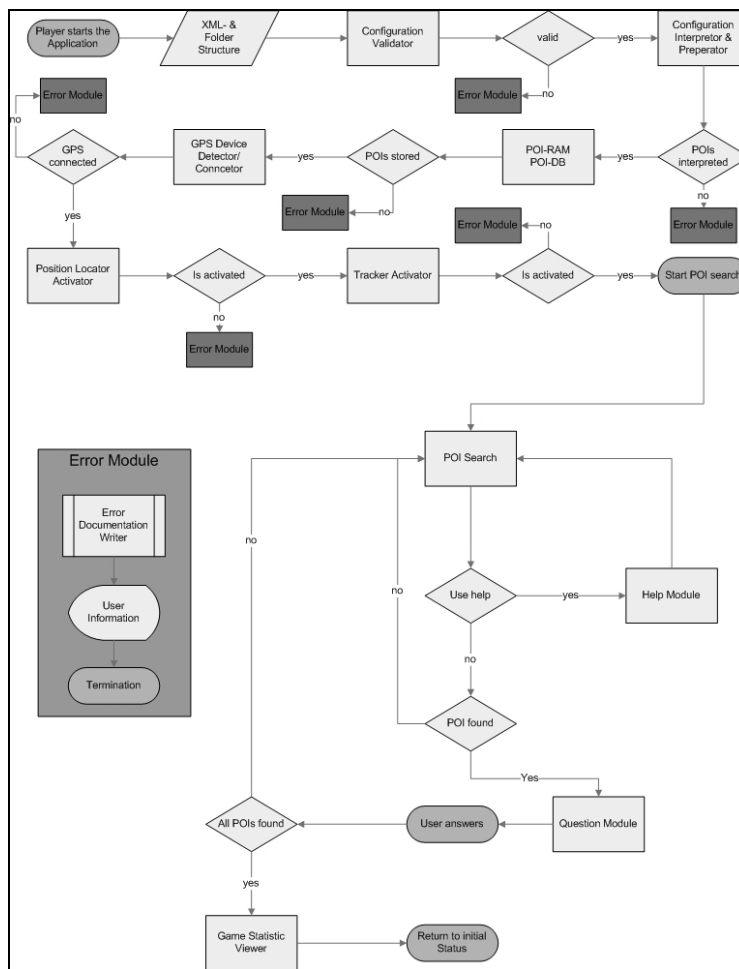 Player starts the
Application
XML- &
Folder
Structure
Configuration
Validator
valid
yes
Configuration
Interpretor &
Preperator
no
Error Module
Error Module
no
GPS
connected
GPS Device
Detector/
Conncetor
yes
POIs stored
POI-RAM
POI-DB
yes
POIs
interpreted
no
Error Module
no
Error Module
yes
Position Locator
Activator
Is activated
yes
Tracker Activator
Is activated
yes
Start POI search
no
Error Module
no
Error Module
POI Search
Error Module
Error
Documentation
Writer
User
Information
Termination
no
no
Use help
yes
Help Module
no
POI found
Yes
Question Module
User answers
All POIs found
yes
Game Statistic
Viewer
Return to initial
Status